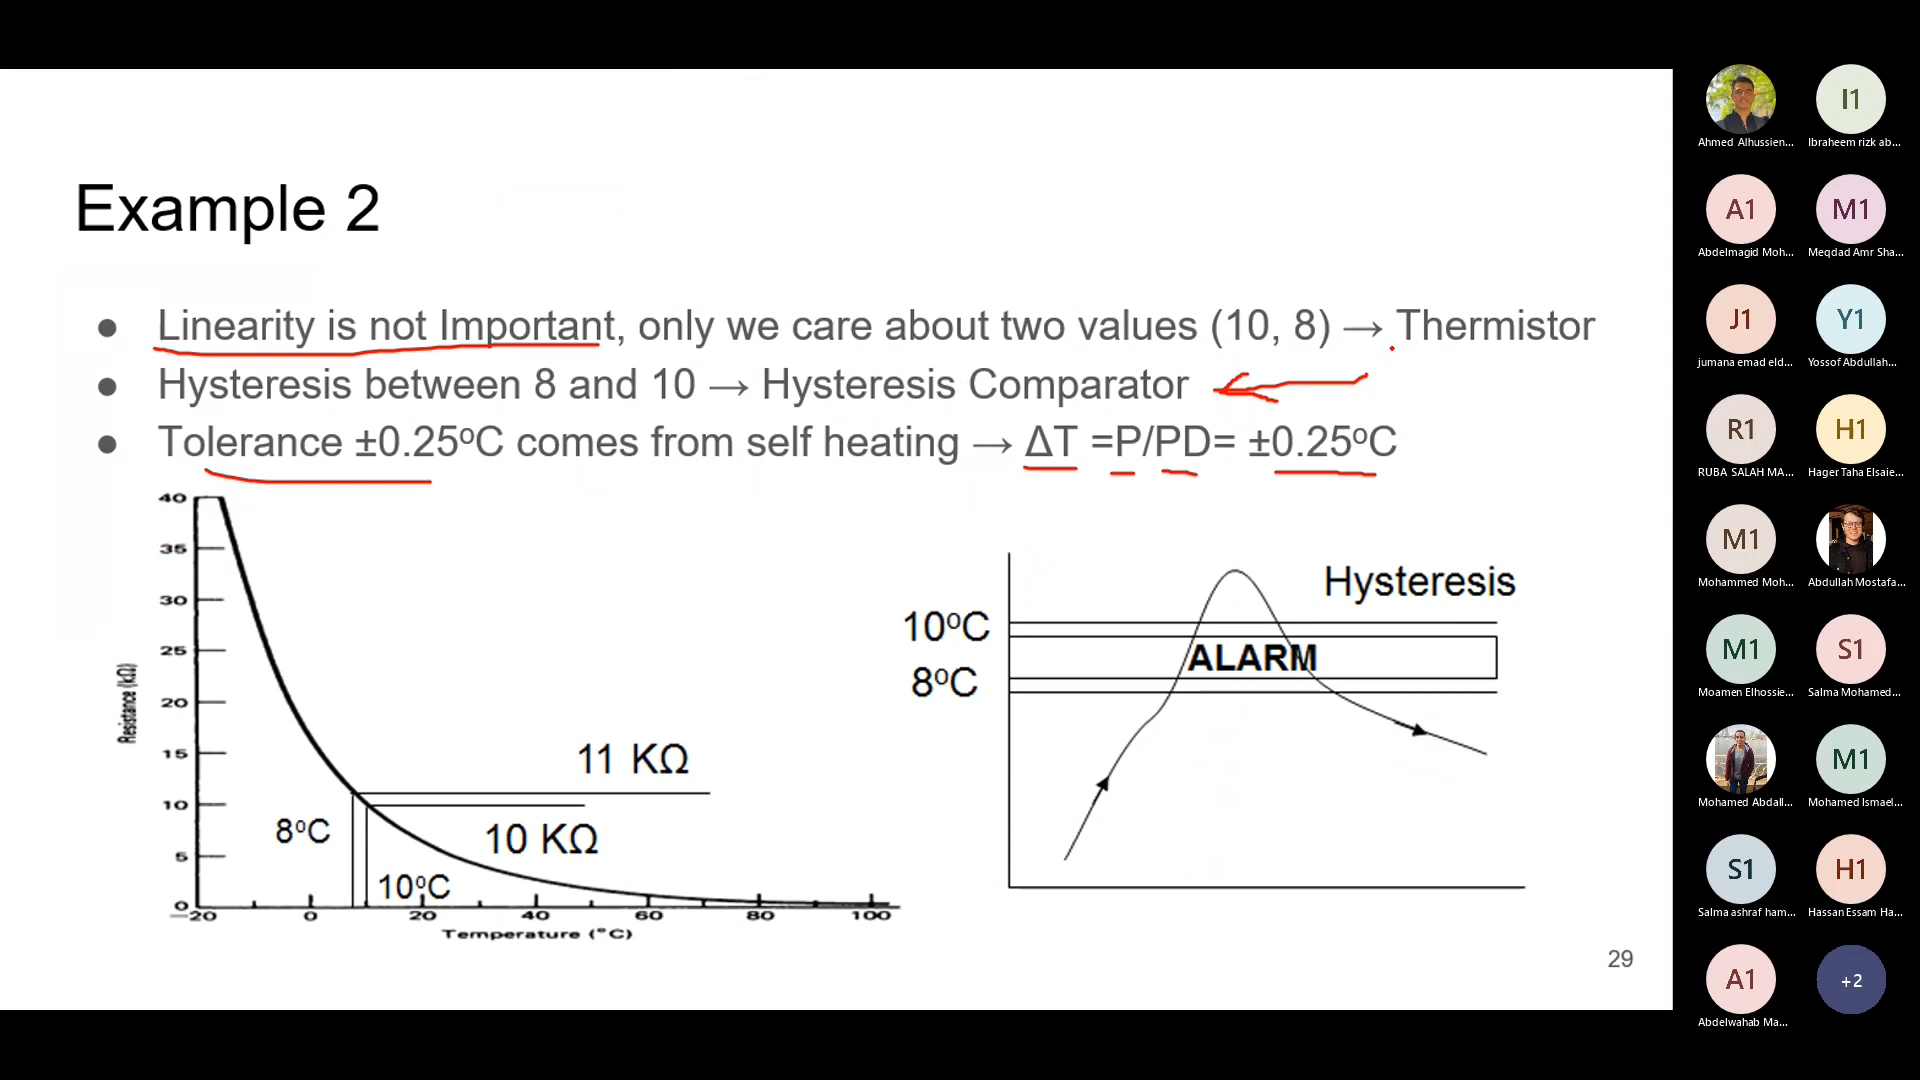 Example 2
● Linearity is not Important, only we care about two values (10, 8) → Thermistor
● Hysteresis between 8 and 10 → Hysteresis Comparator
● Tolerance ±0.25ºC comes from self heating → ΔT =P/PD= ±0.25ºC
40
35
30
25
20
15
10
5
0
Resistance (kΩ)
11 KΩ
10 KΩ
8ºC
10ºC
-20 0 20 40 60 80 100
Temperature (°C)
Hysteresis
10ºC
ALARM
8ºC
29
Ahmed Alhussien...
I1
Ibraheem rizk ab...
A1
Abdelmagid Moh...
M1
Meqdad Amr Sha...
J1
jumana emad eld...
Y1
Yossof Abdullah...
R1
RUBA SALAH MA...
H1
Hager Taha Elsaie...
M1
Mohammed Moh...
Abdullah Mostafa...
M1
Moamen Elhossie...
S1
Salma Mohamed...
Mohamed Abdall...
M1
Mohamed Ismael...
S1
Salma ashraf ham...
H1
Hassan Essam Ha...
A1
Abdelwahab Ma...
+2